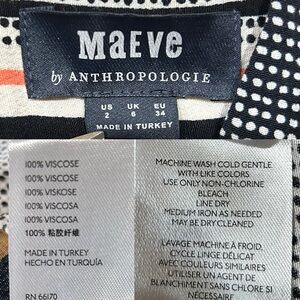 MAEVE
by ANTHROPOLOGIE
US UK EU
2 6 34
MADE IN TURKEY
100% VISCOSE
100% VISCOSE
100% VISKOSE
100% VISCOSA
100% VISCOSA
100% 粘胶纤维
MADE IN TURKEY
HECHO EN TURQUÍA
RN 66170
MACHINE WASH COLD GENTLE
WITH LIKE COLORS
USE ONLY NON-CHLORINE
BLEACH
LINE DRY
MEDIUM IRON AS NEEDED
MAY BE DRY CLEANED
LAVAGE MACHINE À FROID,
CYCLE LINGE DÉLICAT
AVEC COULEURS SIMILAIRES
UTILISER UN AGENT DE
BLANCHIMENT SANS CHLORE SI
NÉCESSAIRE